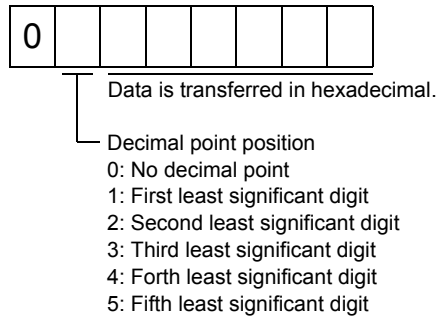 0
Data is transferred in hexadecimal.
Decimal point position
0: No decimal point
1: First least significant digit
2: Second least significant digit
3: Third least significant digit
4: Forth least significant digit
5: Fifth least significant digit